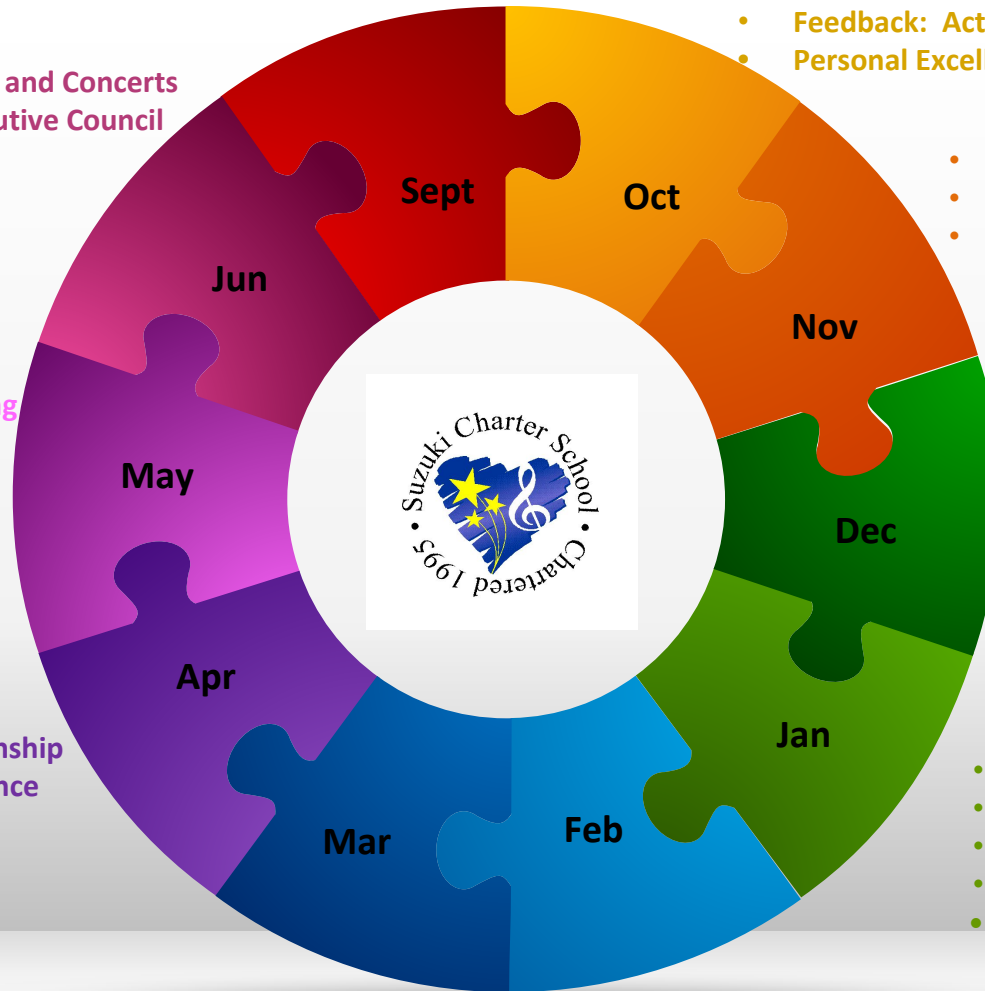 Feedback: Act
Personal Excell
and Concerts
utive Council
Sept
Oct
Jun
Nov
May
Suzuki Charter School • Chartered 1995 •
Dec
Apr
Jan
nship
nce
Mar
Feb